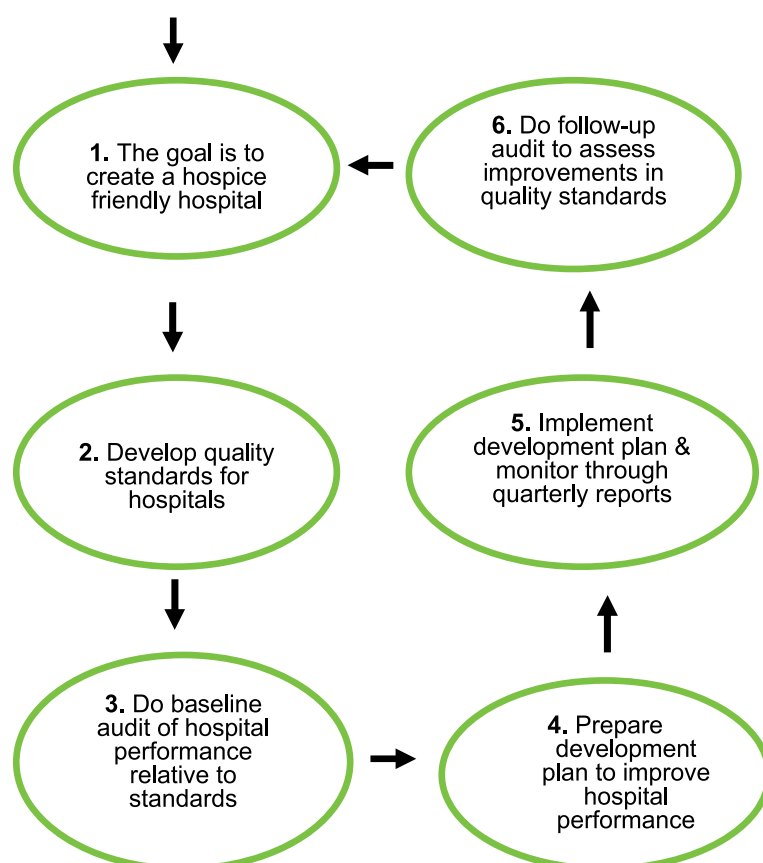 1. The goal is to
create a hospice
friendly hospital
2. Develop quality
standards for
hospitals
3. Do baseline
audit of hospital
performance
relative to
standards
4. Prepare
development
plan to improve
hospital
performance
5. Implement
development plan &
monitor through
quarterly reports
6. Do follow-up
audit to assess
improvements in
quality standards